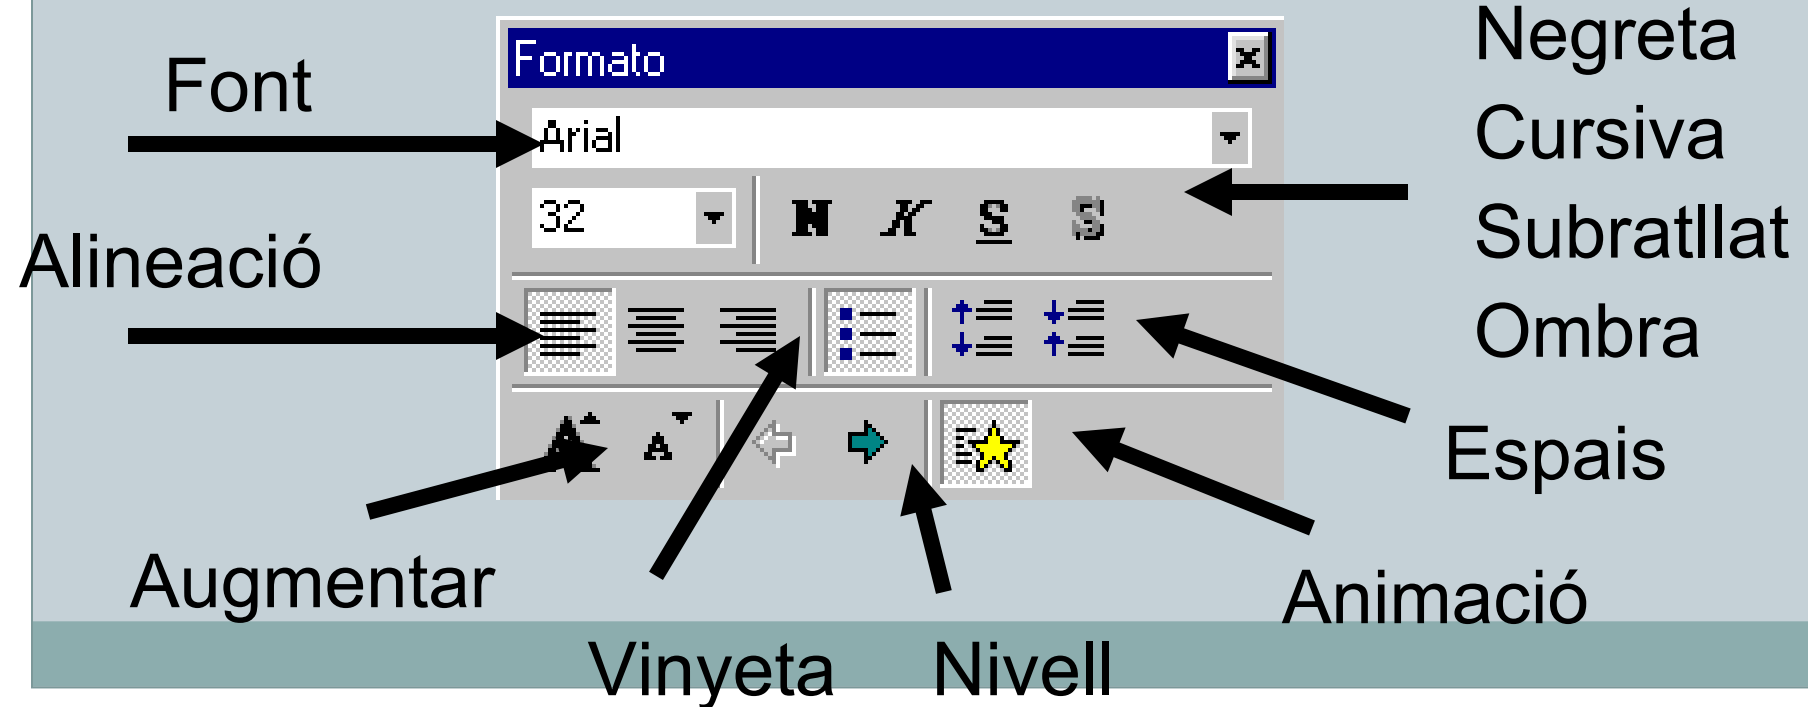 Font
Alineació
Formato
Arial
32
N K S S
A A
Negreta
Cursiva
Subratllat
Ombra
Espais
Augmentar
Vinyeta
Nivell
Animació